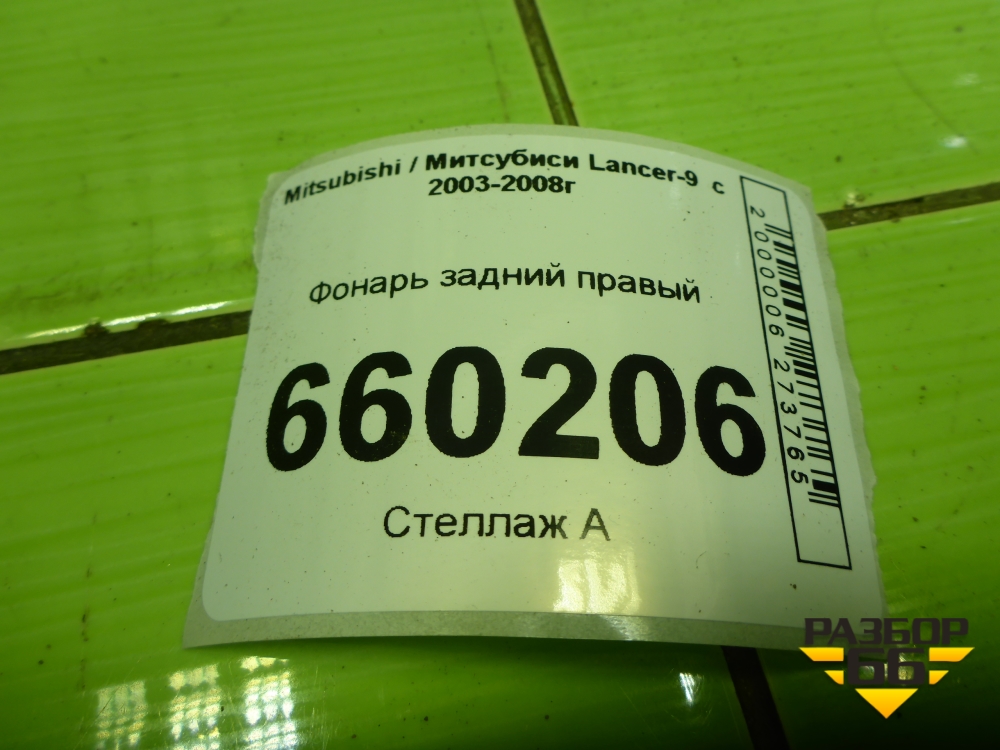 Mitsubishi / Митсубиси Lancer-9 с
2003-2008г
Фонарь задний правый
660206
Стеллаж А
2000006273765
РАЗБОР
66